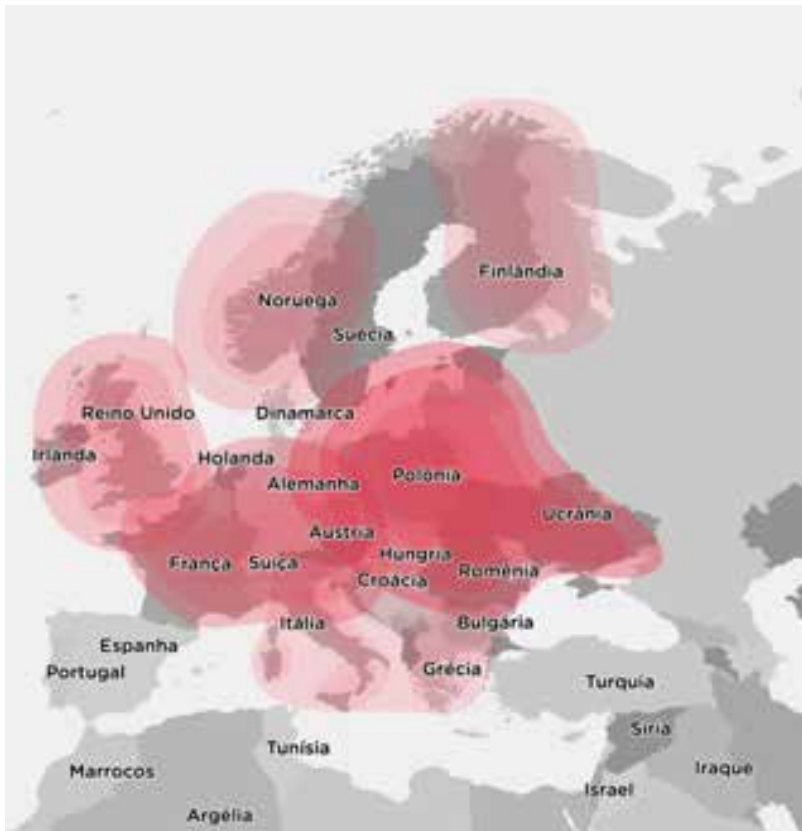 Finlândia
Noruega
Suécia
Reino Unido
Dinamarca
Irlanda
Holanda
Alemanha
Polônia
Ucrânia
Áustria
Hungria
França
Suíça
Romênia
Croácia
Itália
Bulgária
Espanha
Portugal
Grécia
Turquia
Síria
Tunísia
Marrocos
Iraque
Israel
Argélia